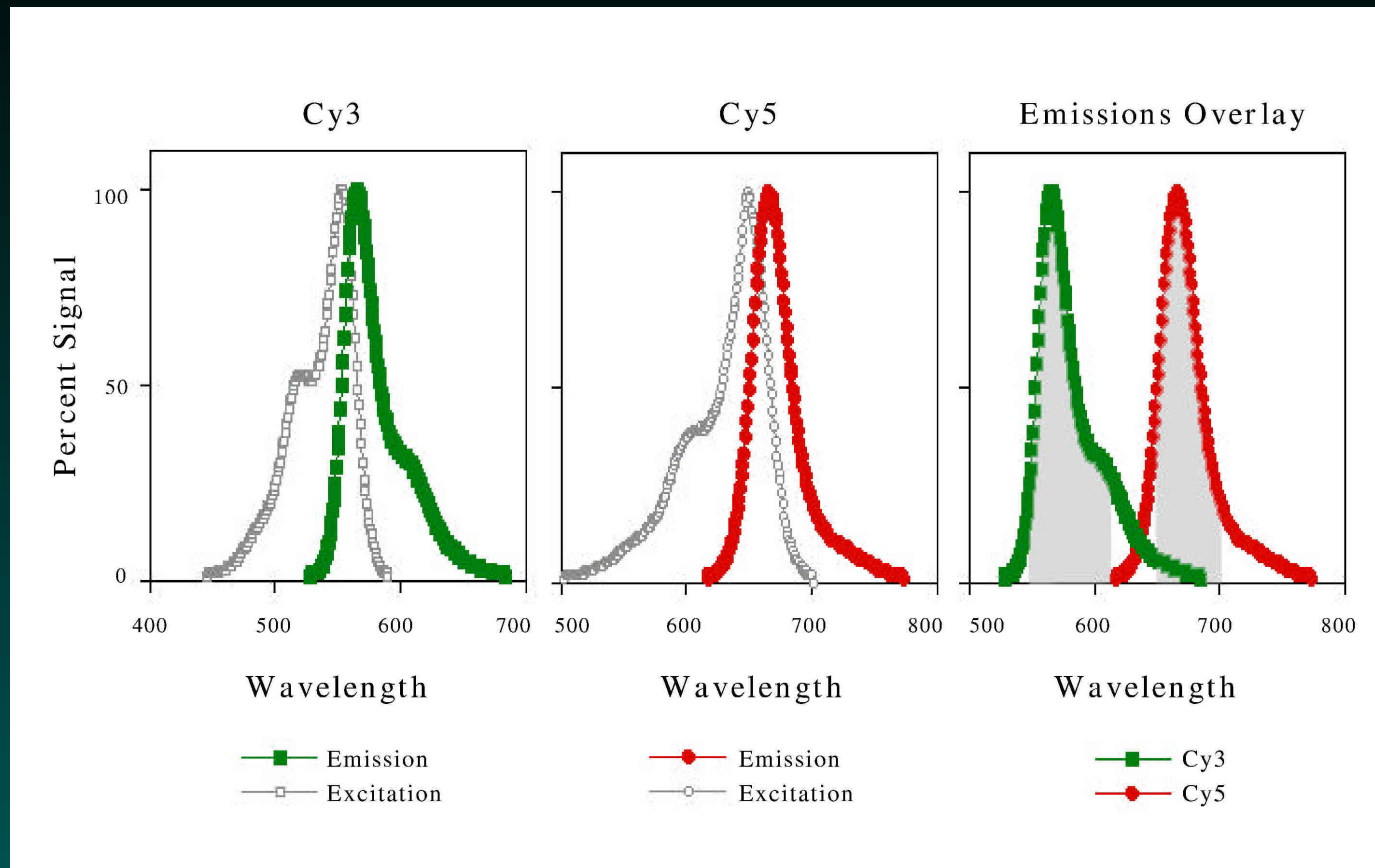 Cy3
Cy5
Emissions Overlay
Percent Signal
100
50
0
400 500 600 700
500 600 700 800
500 600 700 800
Wavelength
Wavelength
Wavelength
Emission
Excitation
Emission
Excitation
Cy3
Cy5